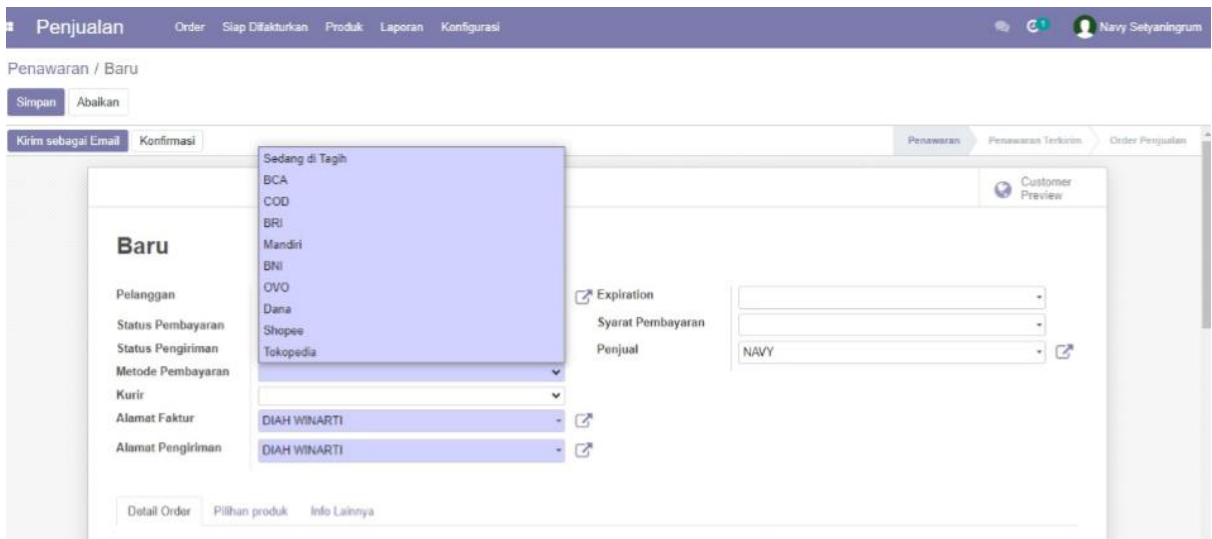 Penjualan Order Siap Difakturkan Produk Laporan Konfigurasi 1 Navy Setyaningrum
Penawaran / Baru
Simpan Abaikan
Kirim sebagai Email Konfirmasi Penawaran Penawaran Terkirim Order Penjualan
Sedang di Tagih
BCA
COD
BRI
Mandiri
BNI
OVO
Dana
Shopee
Tokopedia
Customer
Preview
Baru
Pelanggan
Status Pembayaran
Status Pengiriman
Metode Pembayaran
Kurir
Alamat Faktur DIAH WINARTI
Alamat Pengiriman DIAH WINARTI
Expiration
Syarat Pembayaran
Penjual NAVY
Detail Order Pilihan produk Info Lainnya